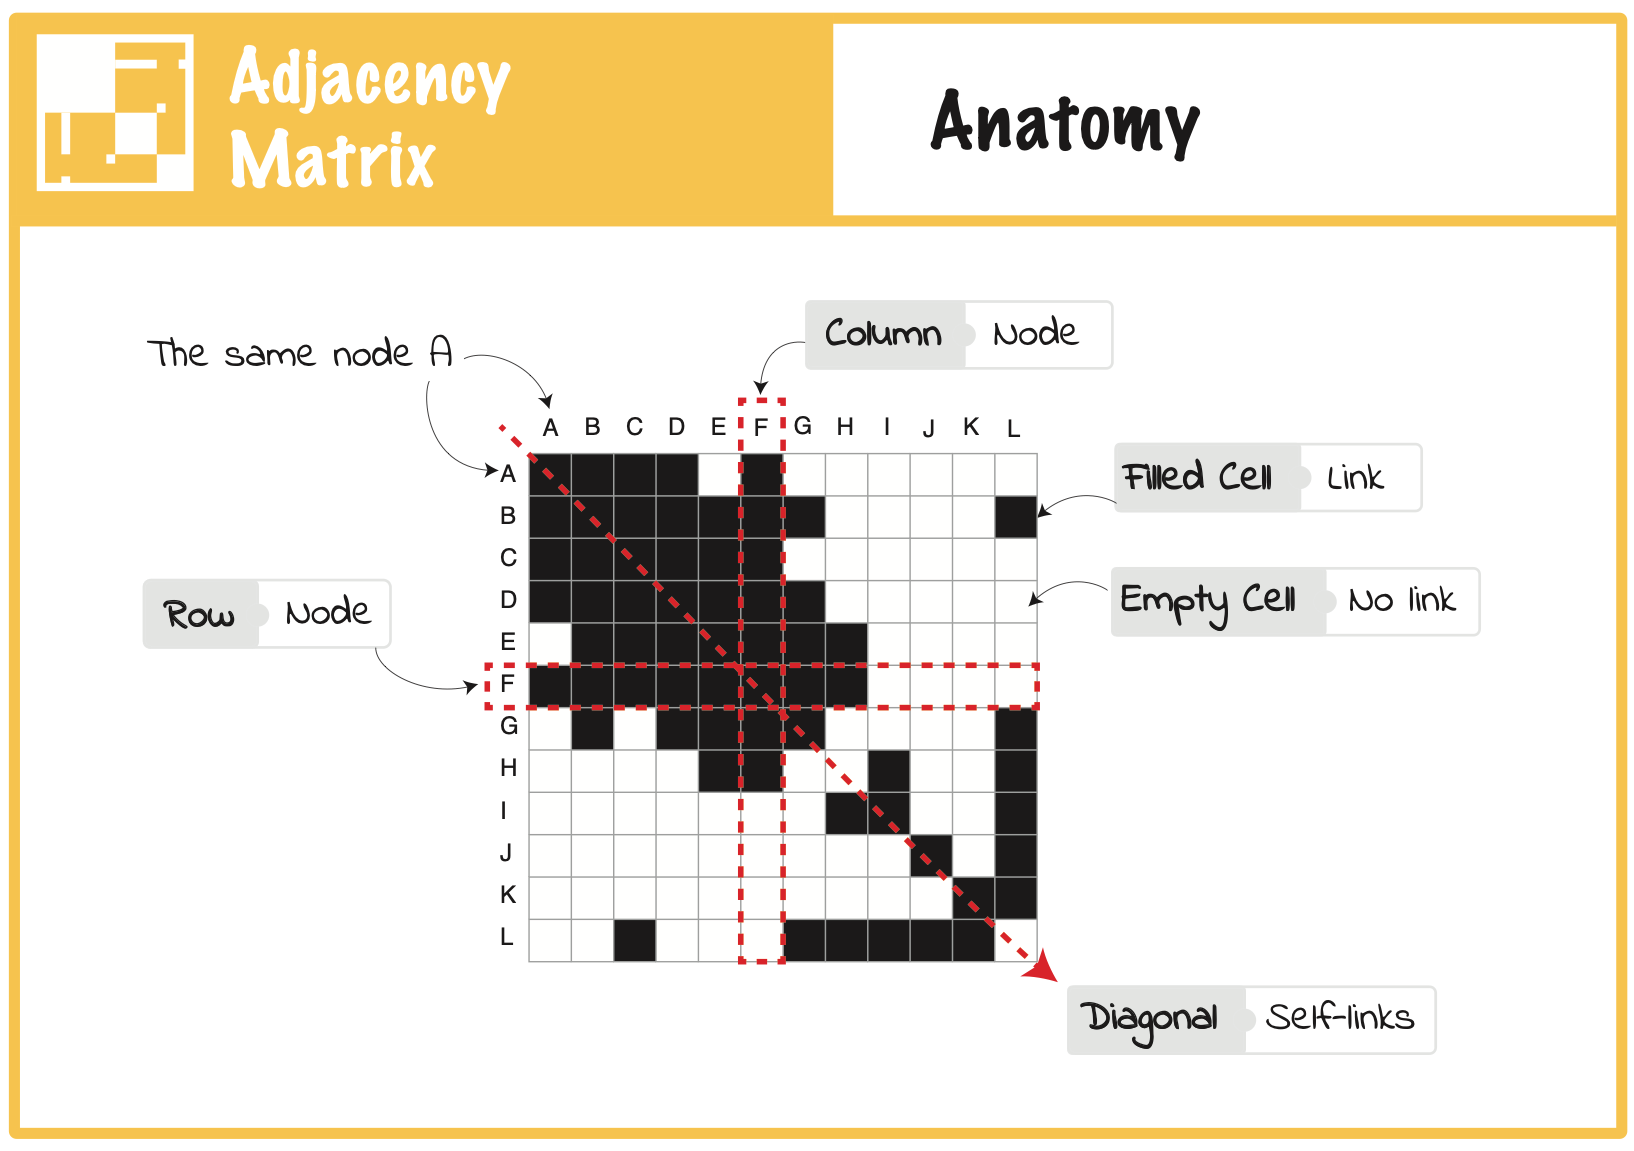 Adjacency
Matrix
Anatomy
Column Node
The same node A
A B C D E F G H I J K L
A
Filled Cell Link
B
C
Empty Cell No link
D
Row Node
E
F
G
H
I
J
K
L
Diagonal Self-links